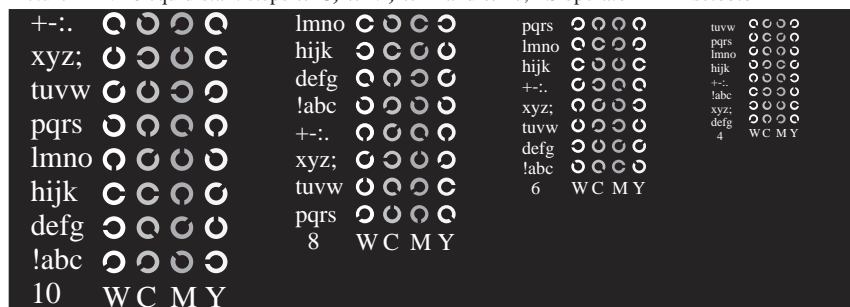 +-:.
xyz;
tuvw
pqrs
lmno
hijk
defg
!abc
10 W C M Y
lmno
hijk
defg
!abc
+-:.
xyz;
tuvw
pqrs
8 W C M Y
pqrs
lmno
hijk
+-:.
xyz;
tuvw
defg
!abc
6 W C M Y
tuvw
pqrs
lmno
hijk
+-:.
!abc
xyz;
defg
4 W C M Y